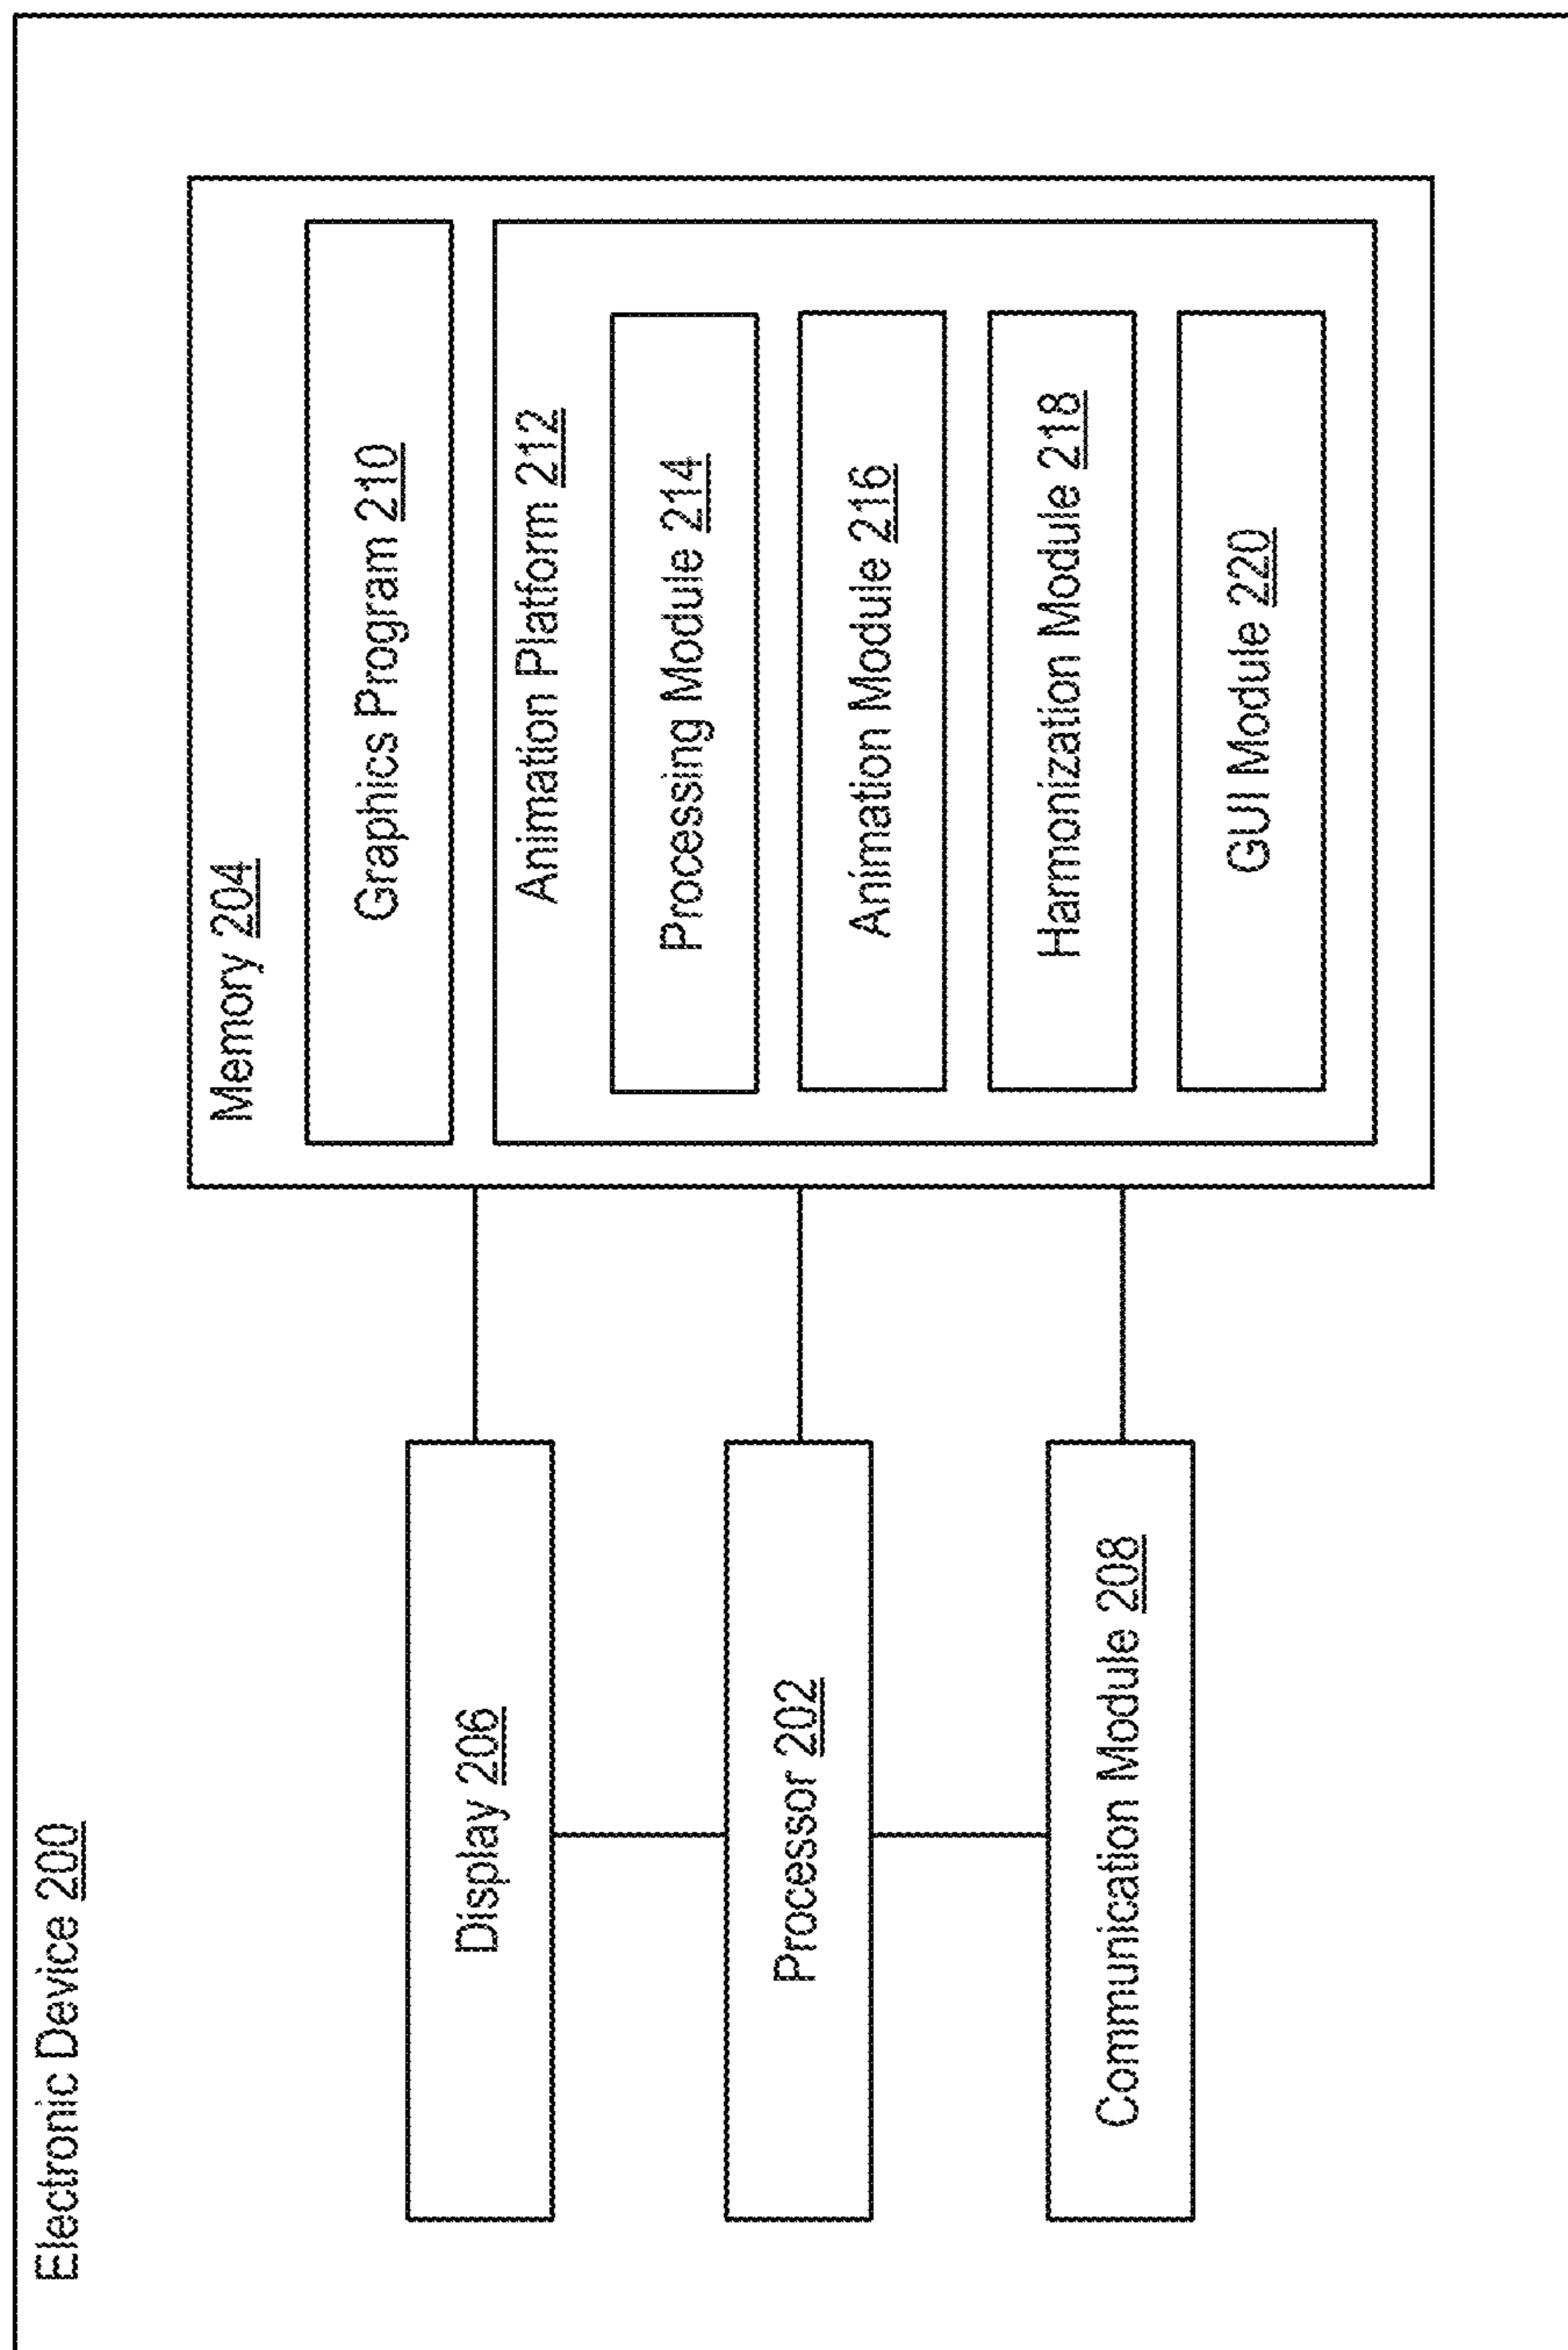 Electronic Device 200
Display 206
Processor 202
Communication Module 208
Memory 204
Graphics Program 210
Animation Platform 212
Processing Module 214
Animation Module 216
Harmonization Module 218
GUI Module 220